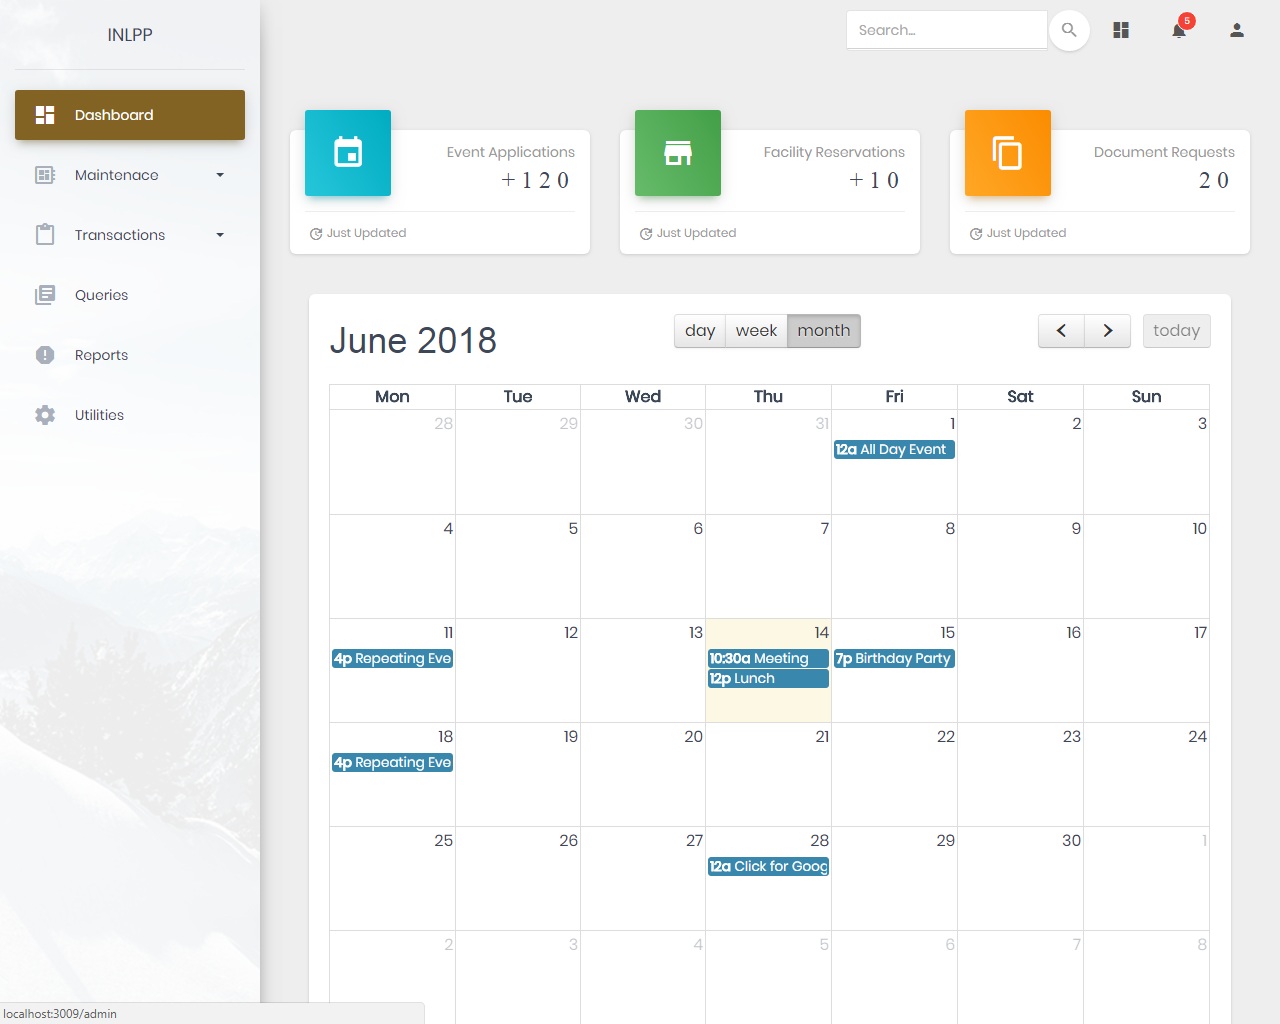 INLPP
Search...
5
Dashboard
Maintenace
Transactions
Queries
Reports
Utilities
Event Applications
+120
Just Updated
Facility Reservations
+10
Just Updated
Document Requests
20
Just Updated
June 2018
day week month
today
Mon Tue Wed Thu Fri Sat Sun
28 29 30 31 1 2 3
12a All Day Event
4 5 6 7 8 9 10
11 12 13 14 15 16 17
4p Repeating Eve 10:30a Meeting 7p Birthday Party
12p Lunch
18 19 20 21 22 23 24
4p Repeating Eve
25 26 27 28 29 30 1
12a Click for Goog
2 3 4 5 6 7 8
localhost:3009/admin